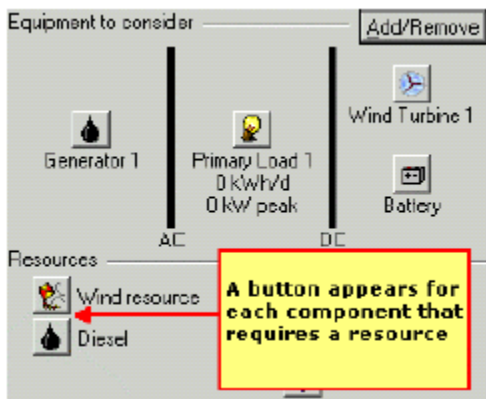 Equipment to consider
Add/Remove
Wind Turbine 1
Generator 1
Primary Load 1
0 kWh/d
0 kW peak
Battery
AC
DC
Resources
Wind resource
Diesel
A button appears for
each component that
requires a resource